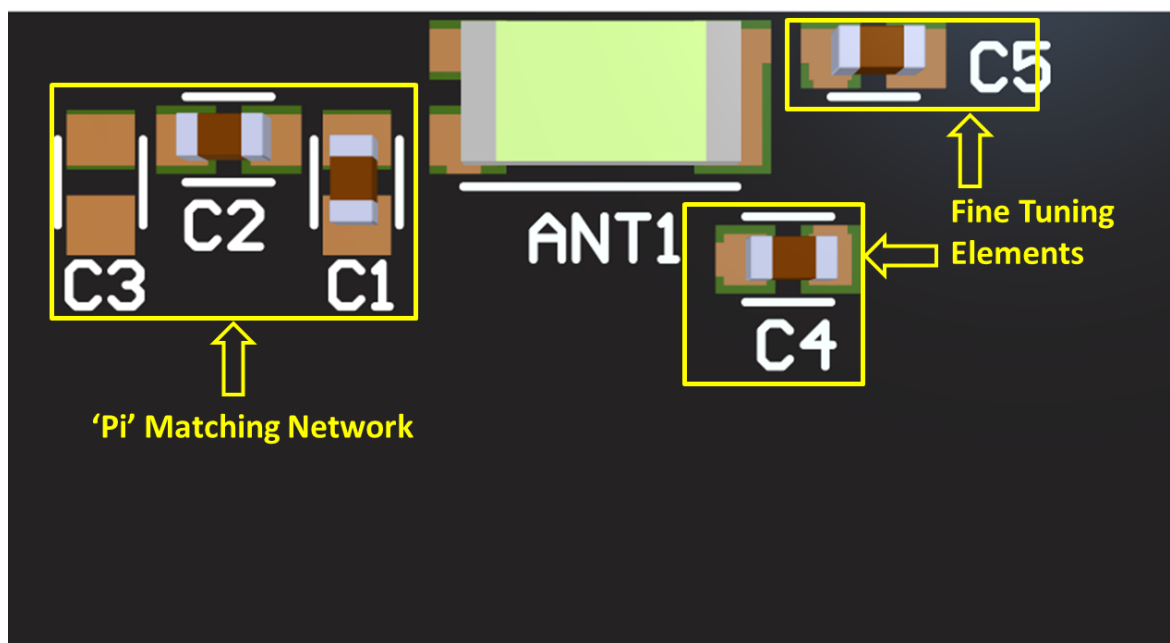 C5
C2
ANT1
Fine Tuning
Elements
C3
C1
C4
‘Pi’ Matching Network